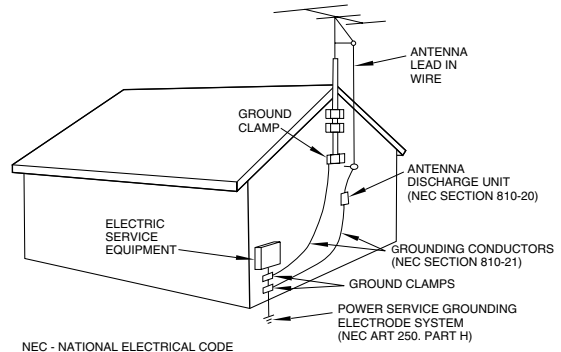 ANTENNA
LEAD IN
WIRE
GROUND
CLAMP
ANTENNA
DISCHARGE UNIT
(NEC SECTION 810-20)
ELECTRIC
SERVICE
EQUIPMENT
GROUNDING CONDUCTORS
(NEC SECTION 810-21)
GROUND CLAMPS
POWER SERVICE GROUNDING
ELECTRODE SYSTEM
(NEC ART 250. PART H)
NEC - NATIONAL ELECTRICAL CODE